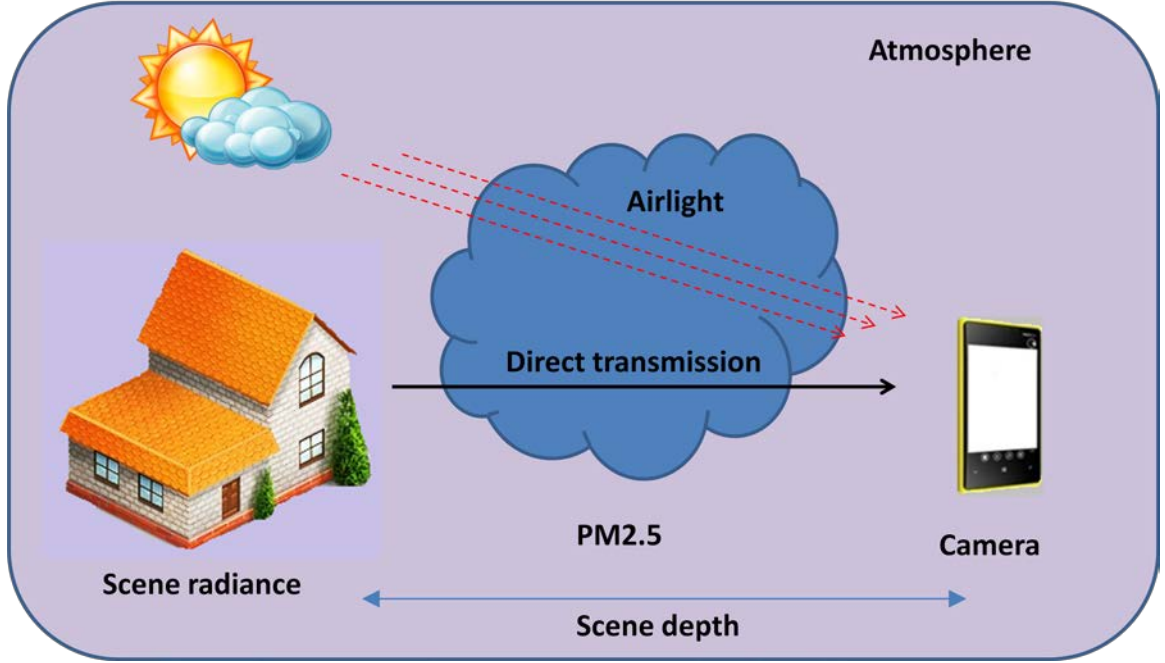 Atmosphere
Airlight
Direct transmission
PM2.5
Camera
Scene radiance
Scene depth